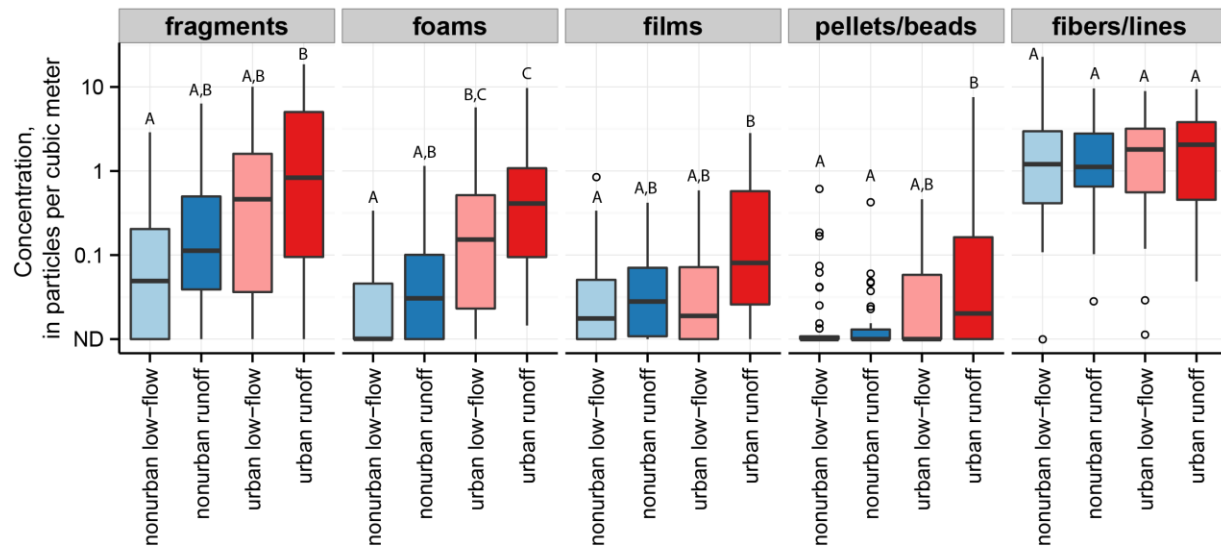 fragments
foams
films
pellets/beads
fibers/lines
Concentration,
in particles per cubic meter
10
1
0.1
ND
A
A,B
A,B
B
A
A,B
B,C
C
A
A,B
A,B
B
A
A
A,B
B
A
A
A
A
nonurban low-flow
nonurban runoff
urban low-flow
urban runoff
nonurban low-flow
nonurban runoff
urban low-flow
urban runoff
nonurban low-flow
nonurban runoff
urban low-flow
urban runoff
nonurban low-flow
nonurban runoff
urban low-flow
urban runoff
nonurban low-flow
nonurban runoff
urban low-flow
urban runoff